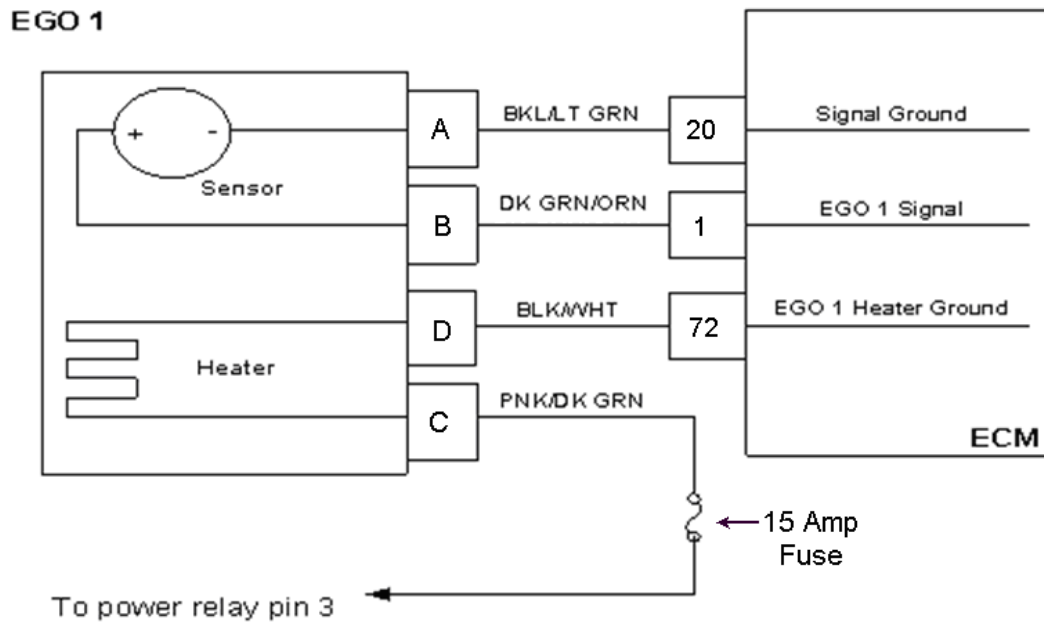 EGO 1
+ -
Sensor
Heater
A
B
D
C
BKL/LT GRN
DK GRN/ORN
BLK/WHT
PNK/DK GRN
20
1
72
Signal Ground
EGO 1 Signal
EGO 1 Heater Ground
ECM
15 Amp
Fuse
To power relay pin 3